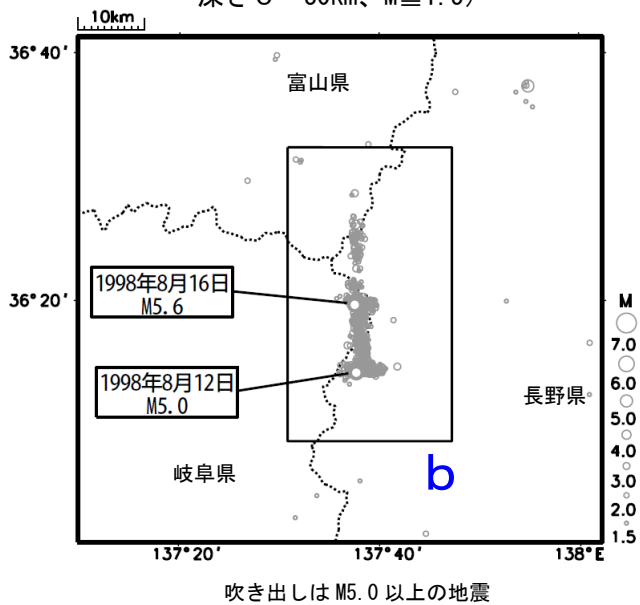 深さ0～30km、M≧1.5)
10km
36°40'
富山県
1998年8月16日
M5.6
36°20'
M
7.0
6.0
5.0
4.0
3.0
2.0
1.5
1998年8月12日
M5.0
長野県
岐阜県
b
137°20'
137°40'
138°E
吹き出しはM5.0以上の地震